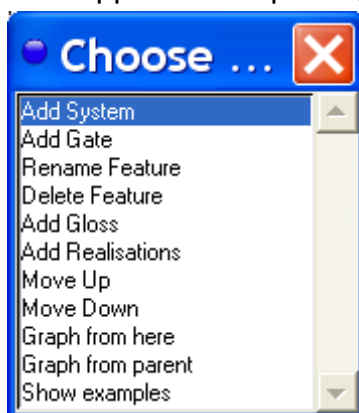 Choose ...
Add System
Add Gate
Rename Feature
Delete Feature
Add Gloss
Add Realisations
Move Up
Move Down
Graph from here
Graph from parent
Show examples